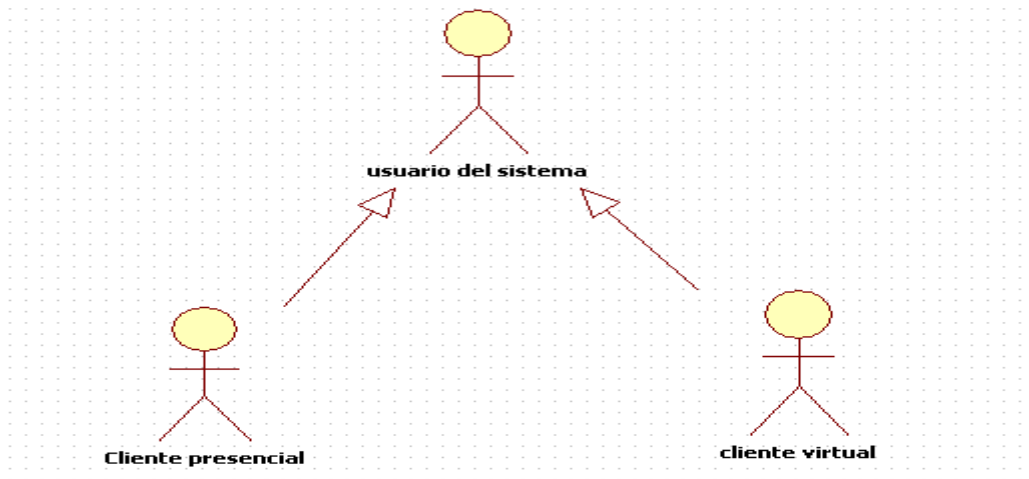 usuario del sistema
Cliente presencial
cliente virtual